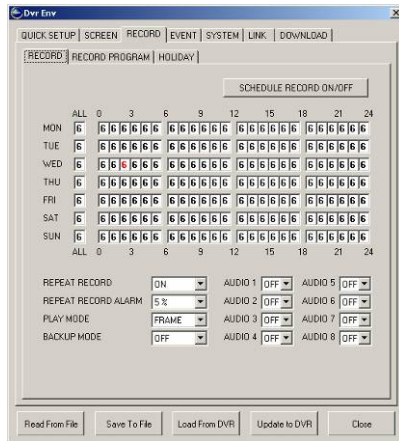 Dvr Env
QUICK SETUP SCREEN RECORD EVENT SYSTEM LINK DOWNLOAD
RECORD RECORD PROGRAM HOLIDAY
SCHEDULE RECORD ON/OFF
ALL 0 3 6 9 12 15 18 21 24
MON 6 6 6 6 6 6 6 6 6 6 6 6 6 6 6 6 6 6 6 6 6 6 6 6 6
TUE 6 6 6 6 6 6 6 6 6 6 6 6 6 6 6 6 6 6 6 6 6 6 6 6 6
WED 6 6 6 6 6 6 6 6 6 6 6 6 6 6 6 6 6 6 6 6 6 6 6 6 6
THU 6 6 6 6 6 6 6 6 6 6 6 6 6 6 6 6 6 6 6 6 6 6 6 6 6
FRI 6 6 6 6 6 6 6 6 6 6 6 6 6 6 6 6 6 6 6 6 6 6 6 6 6
SAT 6 6 6 6 6 6 6 6 6 6 6 6 6 6 6 6 6 6 6 6 6 6 6 6 6
SUN 6 6 6 6 6 6 6 6 6 6 6 6 6 6 6 6 6 6 6 6 6 6 6 6 6
ALL 0 3 6 9 12 15 18 21 24
REPEAT RECORD ON AUDIO 1 OFF AUDIO 5 OFF
REPEAT RECORD ALARM 5 % AUDIO 2 OFF AUDIO 6 OFF
PLAY MODE FRAME AUDIO 3 OFF AUDIO 7 OFF
BACKUP MODE OFF AUDIO 4 OFF AUDIO 8 OFF
Read From File Save To File Load From DVR Update to DVR Close